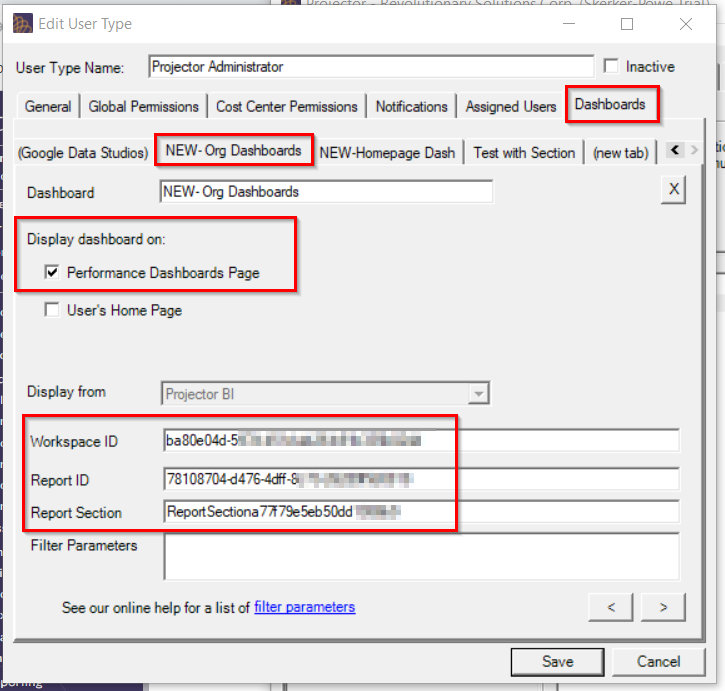 Projector - Revolutionary Solutions Corp. (Skerker-Powe Trial)
Edit User Type
User Type Name: Projector Administrator Inactive
General Global Permissions Cost Center Permissions Notifications Assigned Users Dashboards
(Google Data Studios) NEW- Org Dashboards NEW-Homepage Dash Test with Section (new tab) < >
Dashboard NEW- Org Dashboards X
Display dashboard on:
Performance Dashboards Page
User's Home Page
Display from Projector BI
Workspace ID ba80e04d-5
Report ID 78108704-d476-4dff-8
Report Section ReportSectiona77f79e5eb50dd
Filter Parameters
See our online help for a list of filter parameters
< >
Save Cancel
porting